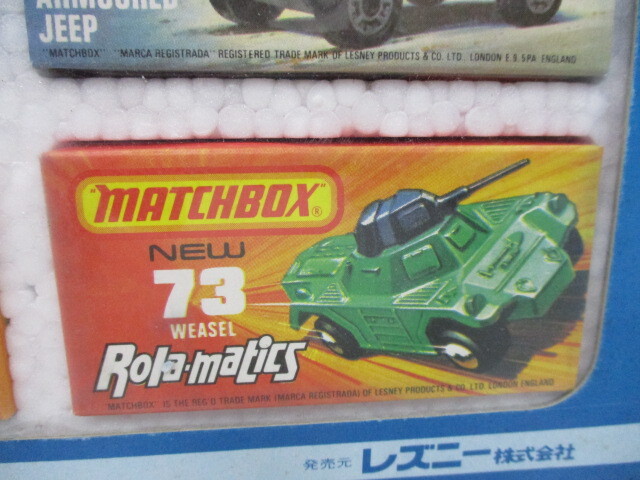 ARMOURED
JEEP
"MATCHBOX" "MARCA REGISTRADA" REGISTERED TRADE MARK OF LESNEY PRODUCTS & CO. LTD. LONDON E.9. 5PA ENGLAND
"MATCHBOX"®
NEW
73
WEASEL
Rola-matics
"MATCHBOX" IS THE REG'D TRADE MARK (MARCA REGISTRADA) OF LESNEY PRODUCTS & CO. LTD. LONDON ENGLAND
発売元 レズニー株式会社